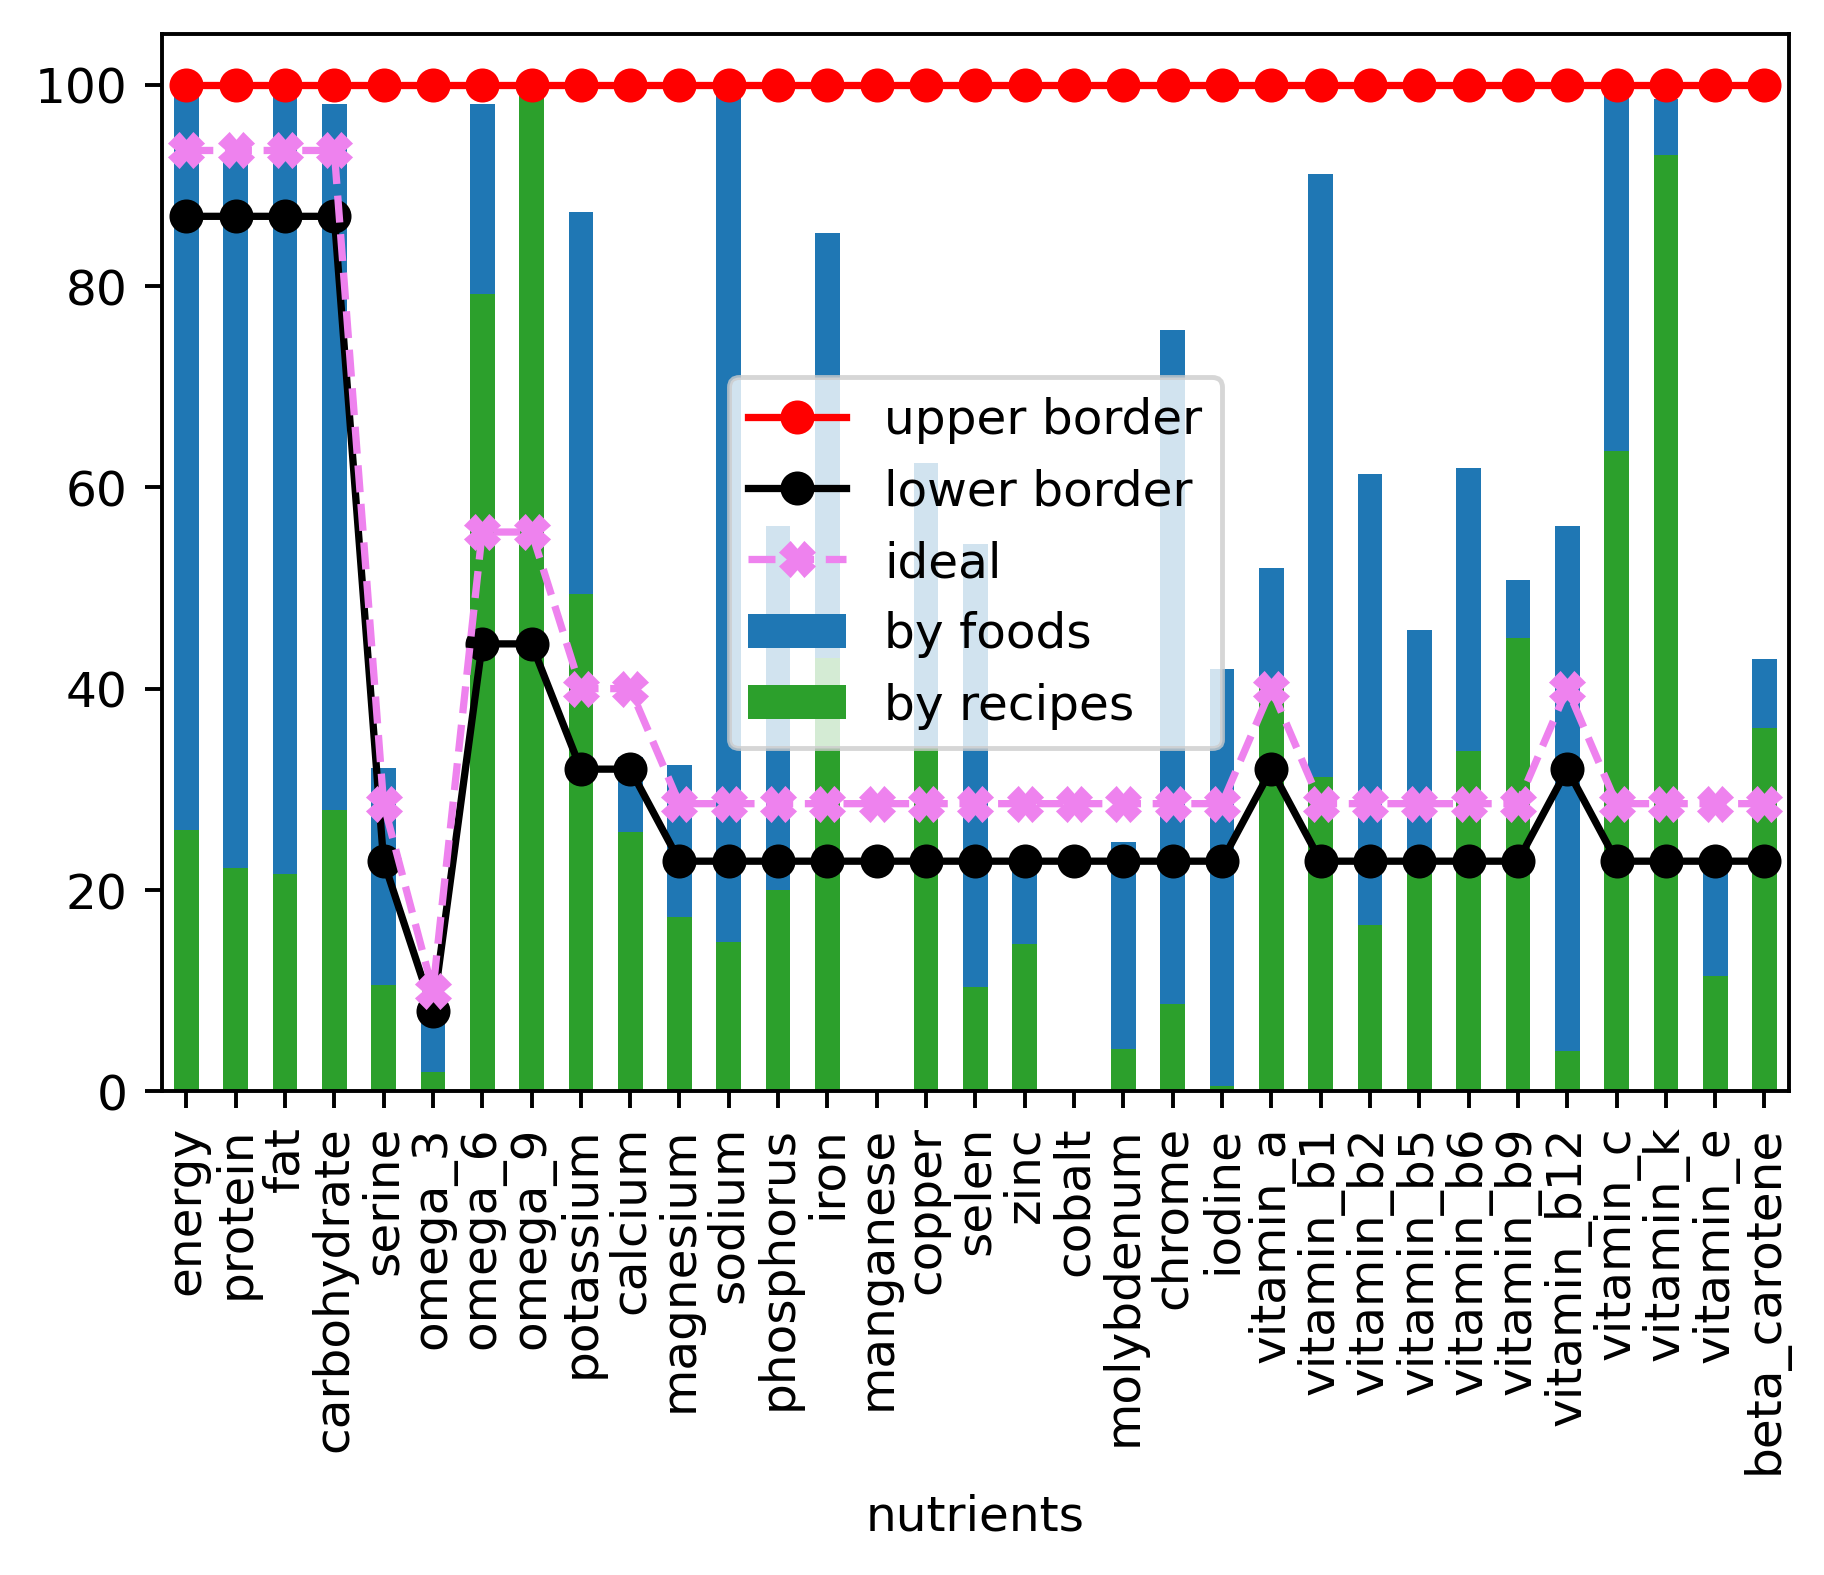 100
80
60
40
20
0
upper border
lower border
ideal
by foods
by recipes
energy
protein
fat
carbohydrate
serine
omega_3
omega_6
omega_9
potassium
calcium
magnesium
sodium
phosphorus
iron
manganese
copper
selen
zinc
cobalt
molybdenum
chrome
iodine
vitamin_a
vitamin_b1
vitamin_b2
vitamin_b5
vitamin_b6
vitamin_b9
vitamin_b12
vitamin_c
vitamin_k
vitamin_e
beta_carotene
nutrients